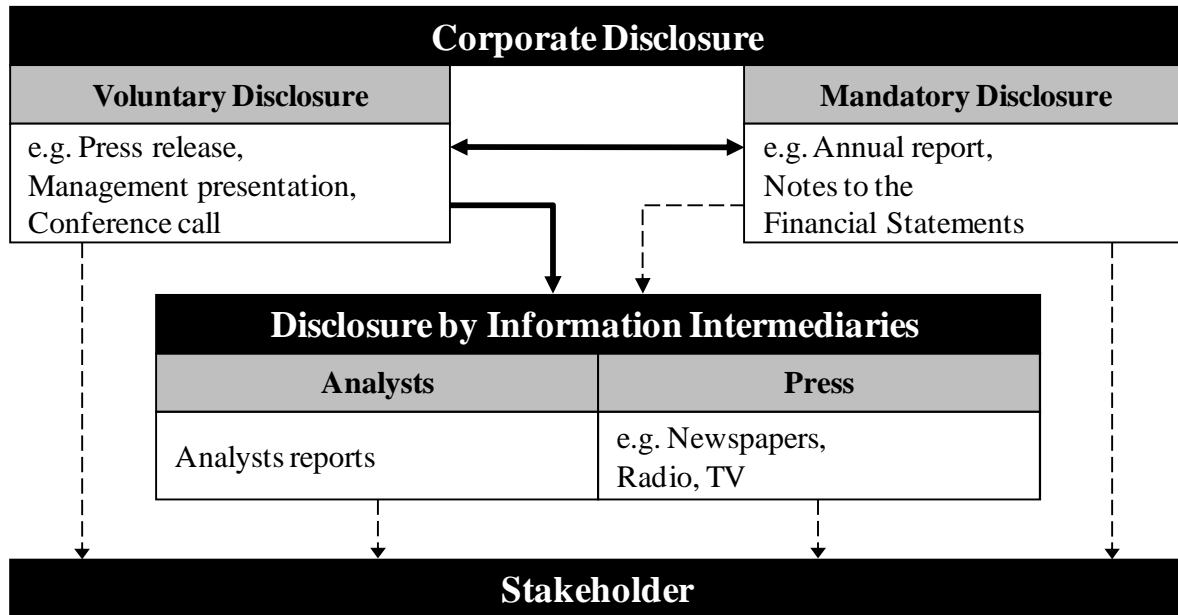 Corporate Disclosure
Voluntary Disclosure
e.g. Press release,
Management presentation,
Conference call
Mandatory Disclosure
e.g. Annual report,
Notes to the
Financial Statements
Disclosure by Information Intermediaries
Analysts
Analysts reports
Press
e.g. Newspapers,
Radio, TV
Stakeholder